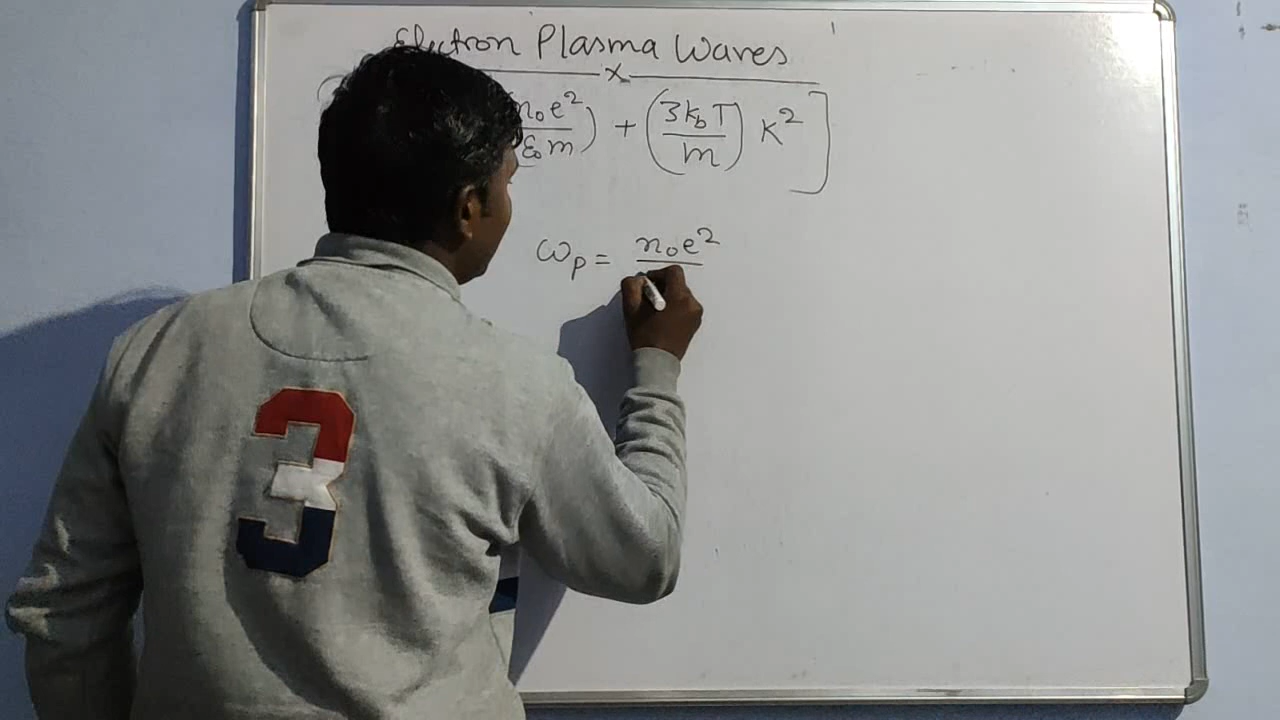 Electron Plasma Waves
x
n₀e²/ε₀m) + (3k_bT/m) K²]
ω_p = n₀e²
3